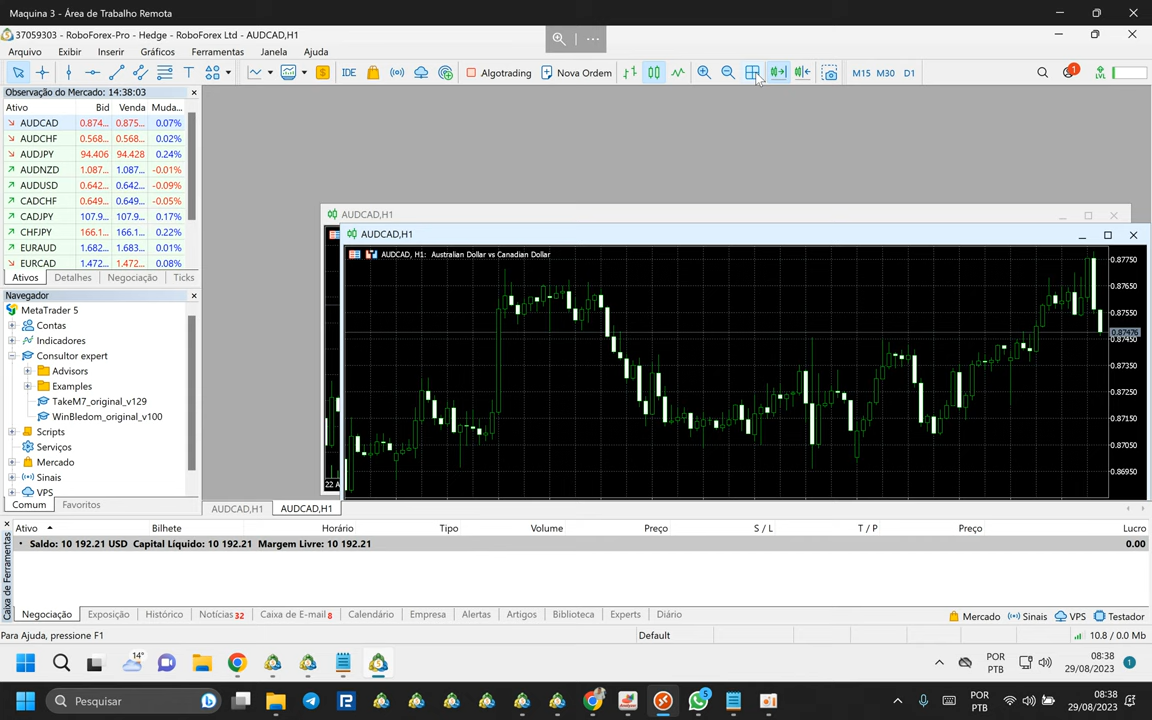 Maquina 3 - Área de Trabalho Remota
37059303 - RoboForex-Pro - Hedge - RoboForex Ltd - AUDCAD,H1
Arquivo Exibir Inserir Gráficos Ferramentas Janela Ajuda
IDE Algotrading Nova Ordem M15 M30 D1 LVL 1
Observação do Mercado: 14:38:03
Ativo Bid Venda Muda...
AUDCAD 0.874... 0.875... 0.07%
AUDCHF 0.568... 0.568... 0.02%
AUDJPY 94.406 94.428 0.24%
AUDNZD 1.087... 1.087... -0.01%
AUDUSD 0.642... 0.642... -0.09%
CADCHF 0.649... 0.649... -0.05%
CADJPY 107.9... 107.9... 0.17%
CHFJPY 166.1... 166.1... 0.22%
EURAUD 1.682... 1.683... 0.01%
EURCAD 1.472... 1.472... 0.08%
Ativos Detalhes Negociação Ticks
Navegador
MetaTrader 5
Contas
Indicadores
Consultor expert
Advisors
Examples
TakeM7_original_v129
WinBledom_original_v100
Scripts
Serviços
Mercado
Sinais
VPS
Comum Favoritos
AUDCAD,H1
AUDCAD,H1
AUDCAD, H1: Australian Dollar vs Canadian Dollar
0.87750
0.87650
0.87550
0.87476
0.87450
0.87350
0.87250
0.87150
0.87050
0.86950
22 A
AUDCAD,H1 AUDCAD,H1
Caixa de Ferramentas
Ativo Bilhete Horário Tipo Volume Preço S / L T / P Preço Lucro
Saldo: 10 192.21 USD Capital Líquido: 10 192.21 Margem Livre: 10 192.21 0.00
Negociação Exposição Histórico Notícias 32 Caixa de E-mail 8 Calendário Empresa Alertas Artigos Biblioteca Experts Diário Mercado Sinais VPS Testador
Para Ajuda, pressione F1 Default 10.8 / 0.0 Mb
14° POR PTB 08:38 29/08/2023 1
Pesquisar 5 POR PTB 08:38 29/08/2023